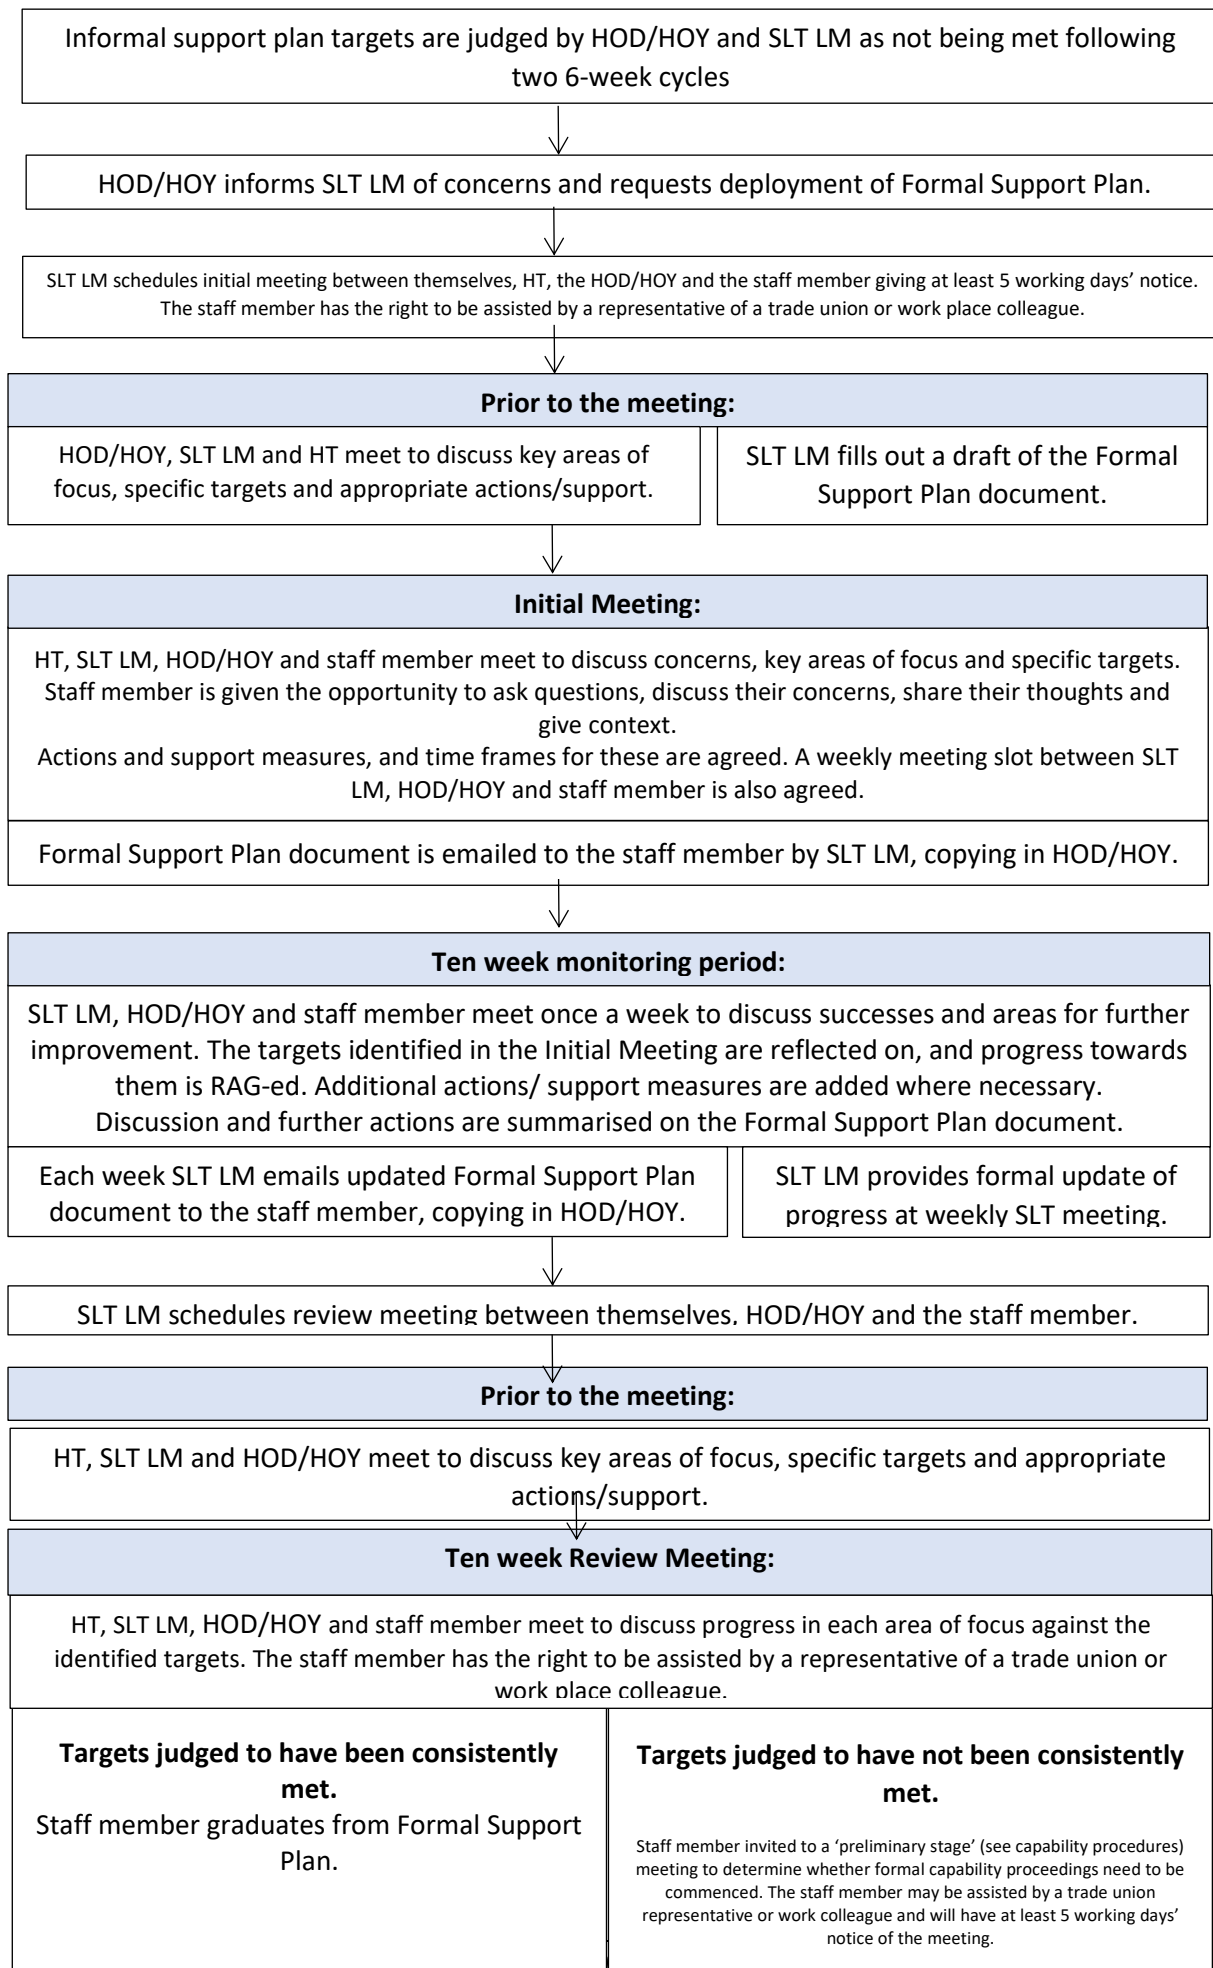 Informal support plan targets are judged by HOD/HOY and SLT LM as not being met following
two 6-week cycles
HOD/HOY informs SLT LM of concerns and requests deployment of Formal Support Plan.
SLT LM schedules initial meeting between themselves, HT, the HOD/HOY and the staff member giving at least 5 working days’ notice.
The staff member has the right to be assisted by a representative of a trade union or work place colleague.
Prior to the meeting:
HOD/HOY, SLT LM and HT meet to discuss key areas of
focus, specific targets and appropriate actions/support.
SLT LM fills out a draft of the Formal
Support Plan document.
Initial Meeting:
HT, SLT LM, HOD/HOY and staff member meet to discuss concerns, key areas of focus and specific targets.
Staff member is given the opportunity to ask questions, discuss their concerns, share their thoughts and
give context.
Actions and support measures, and time frames for these are agreed. A weekly meeting slot between SLT
LM, HOD/HOY and staff member is also agreed.
Formal Support Plan document is emailed to the staff member by SLT LM, copying in HOD/HOY.
Ten week monitoring period:
SLT LM, HOD/HOY and staff member meet once a week to discuss successes and areas for further
improvement. The targets identified in the Initial Meeting are reflected on, and progress towards
them is RAG-ed. Additional actions/ support measures are added where necessary.
Discussion and further actions are summarised on the Formal Support Plan document.
Each week SLT LM emails updated Formal Support Plan
document to the staff member, copying in HOD/HOY.
SLT LM provides formal update of
progress at weekly SLT meeting.
SLT LM schedules review meeting between themselves, HOD/HOY and the staff member.
Prior to the meeting:
HT, SLT LM and HOD/HOY meet to discuss key areas of focus, specific targets and appropriate
actions/support.
Ten week Review Meeting:
HT, SLT LM, HOD/HOY and staff member meet to discuss progress in each area of focus against the
identified targets. The staff member has the right to be assisted by a representative of a trade union or
work place colleague.
Targets judged to have been consistently
met.
Staff member graduates from Formal Support
Plan.
Targets judged to have not been consistently
met.
Staff member invited to a ‘preliminary stage’ (see capability procedures)
meeting to determine whether formal capability proceedings need to be
commenced. The staff member may be assisted by a trade union
representative or work colleague and will have at least 5 working days’
notice of the meeting.